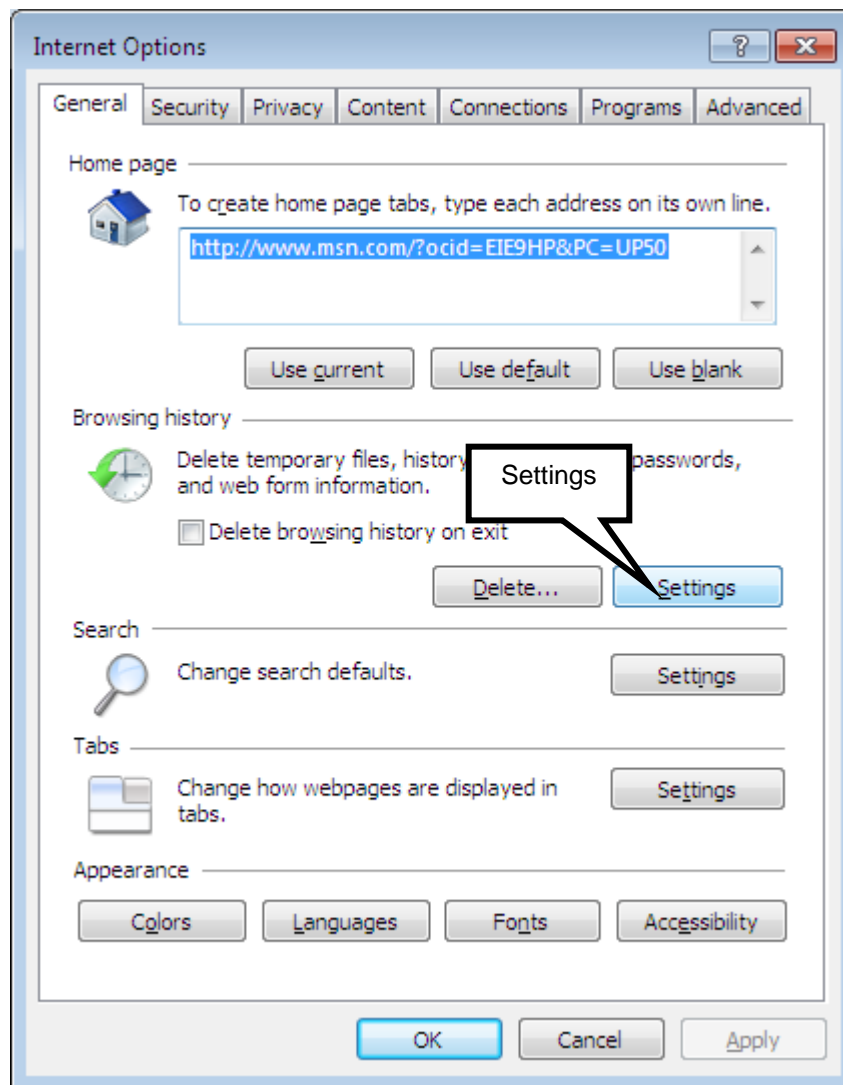 Internet Options
General Security Privacy Content Connections Programs Advanced
Home page
To create home page tabs, type each address on its own line.
http://www.msn.com/?ocid=EIE9HP&PC=UP50
Use current Use default Use blank
Browsing history
Delete temporary files, history passwords,
and web form information.
Settings
Delete browsing history on exit
Delete... Settings
Search
Change search defaults.
Settings
Tabs
Change how webpages are displayed in
tabs.
Settings
Appearance
Colors Languages Fonts Accessibility
OK Cancel Apply